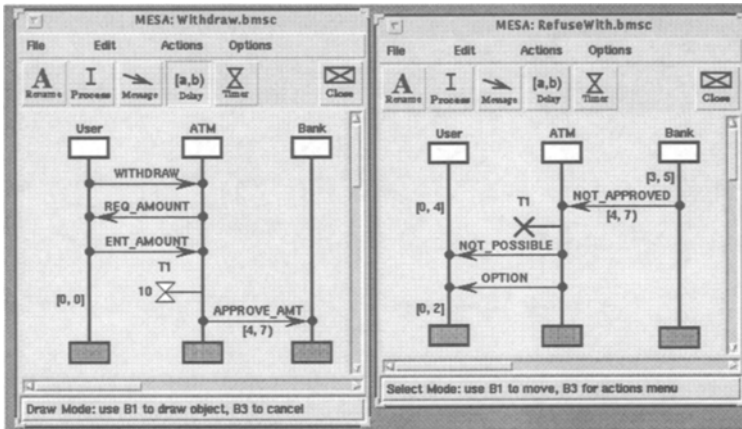 MESA: Withdraw.bmsc
File Edit Actions Options
A Rename
I Process
Message
[a,b) Delay
Timer
Close
User ATM Bank
WITHDRAW
REQ_AMOUNT
ENT_AMOUNT
T1
[0, 0]
10
APPROVE_AMT
[4, 7)
Draw Mode: use B1 to draw object, B3 to cancel
MESA: RefuseWith.bmsc
File Edit Actions Options
A Rename
I Process
Message
[a,b) Delay
Timer
Close
User ATM Bank
[3, 5]
NOT_APPROVED
T1
[0, 4]
[4, 7)
NOT_POSSIBLE
OPTION
[0, 2]
Select Mode: use B1 to move, B3 for actions menu